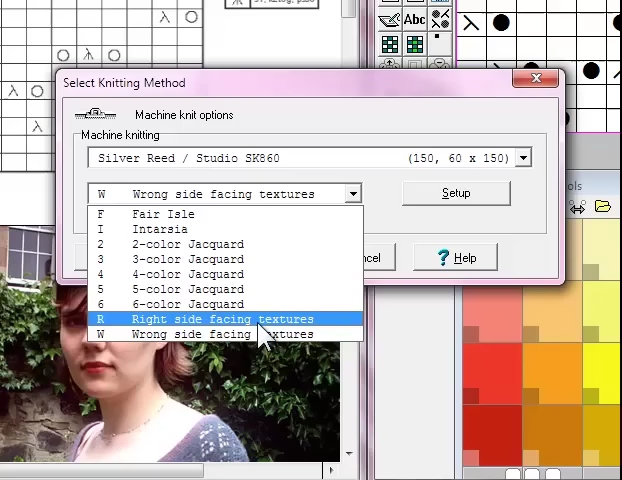 Abc
Select Knitting Method
Machine knit options
Machine knitting
Silver Reed / Studio SK860 (150, 60 x 150)
W Wrong side facing textures
Setup
F Fair Isle
I Intarsia
2 2-color Jacquard
3 3-color Jacquard
4 4-color Jacquard
5 5-color Jacquard
6 6-color Jacquard
R Right side facing textures
W Wrong side facing
? Help